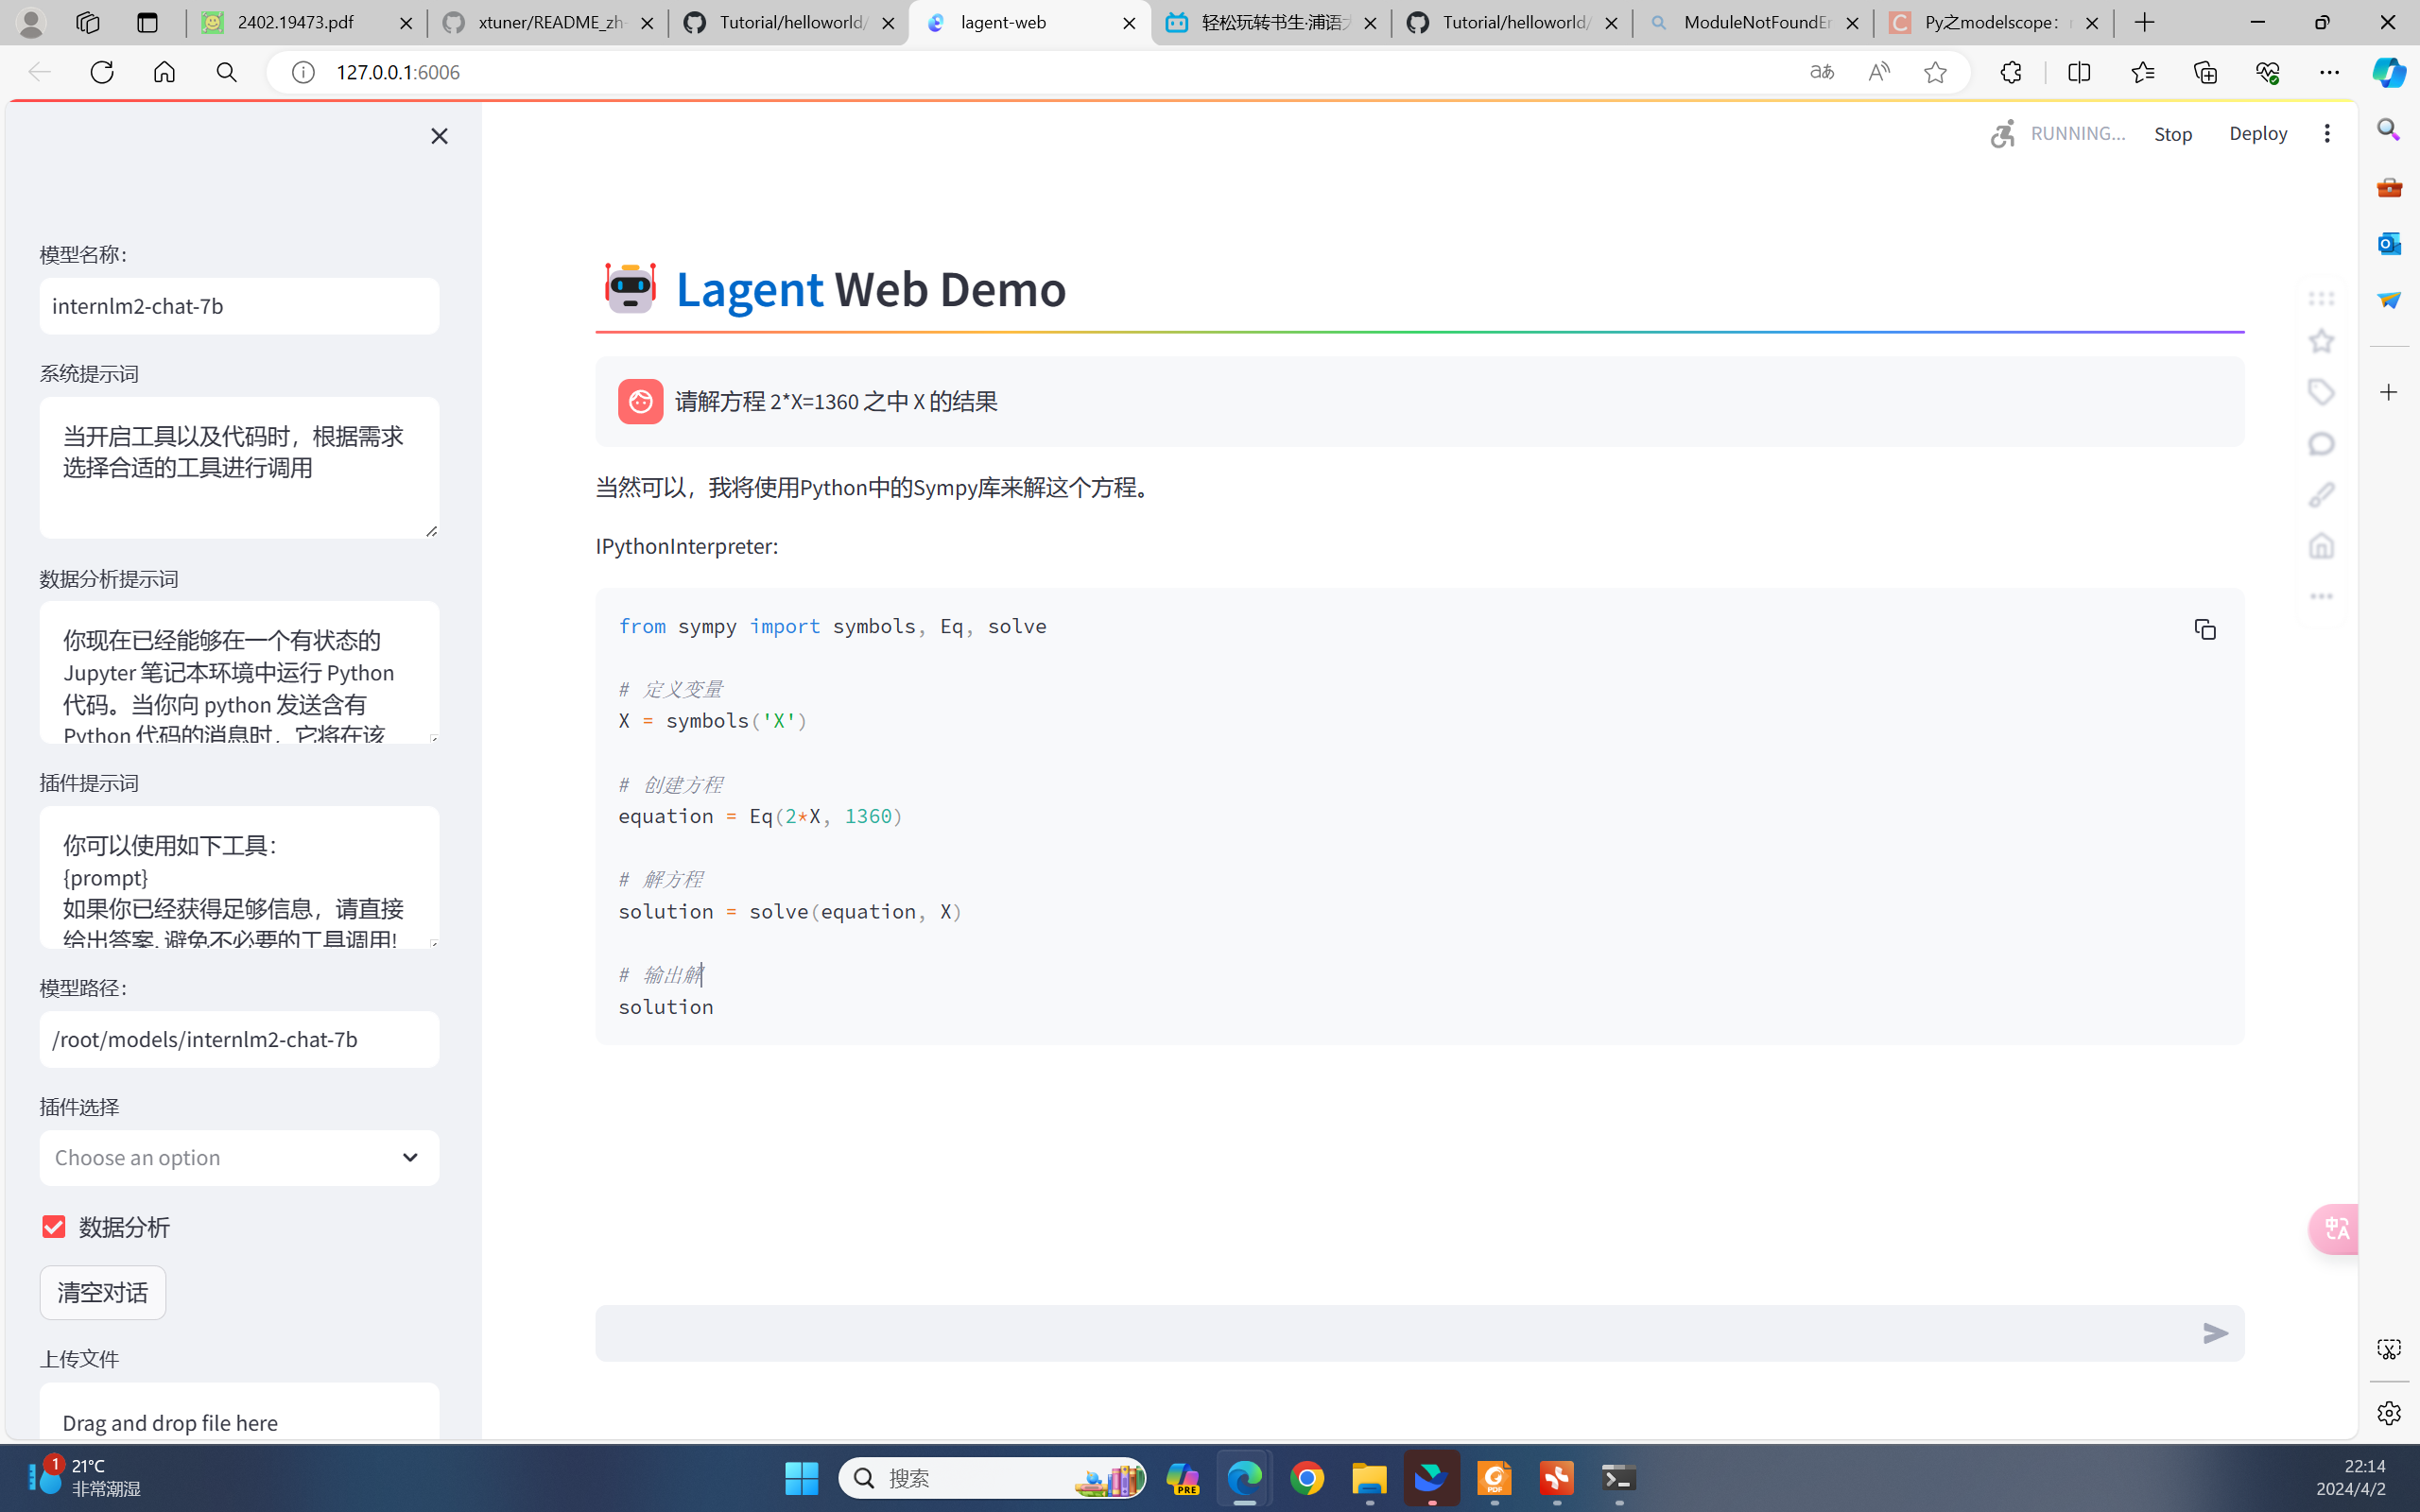 2402.19473.pdf
xtuner/README_zh-
Tutorial/helloworld/
lagent-web
轻松玩转书生·浦语大
Tutorial/helloworld/
ModuleNotFoundEr
Py之modelscope：
127.0.0.1:6006
RUNNING...
Stop
Deploy
模型名称：
internlm2-chat-7b
系统提示词
当开启工具以及代码时，根据需求
选择合适的工具进行调用
数据分析提示词
你现在已经能够在一个有状态的
Jupyter 笔记本环境中运行 Python
代码。当你向 python 发送含有
Python 代码的消息时，它将在该
插件提示词
你可以使用如下工具：
{prompt}
如果你已经获得足够信息，请直接
给出答案. 避免不必要的工具调用!
模型路径：
/root/models/internlm2-chat-7b
插件选择
Choose an option
数据分析
清空对话
上传文件
Drag and drop file here
Lagent Web Demo
请解方程 2*X=1360 之中 X 的结果
当然可以，我将使用Python中的Sympy库来解这个方程。
IPythonInterpreter:
from sympy import symbols, Eq, solve
# 定义变量
X = symbols('X')
# 创建方程
equation = Eq(2*X, 1360)
# 解方程
solution = solve(equation, X)
# 输出解
solution
1
21°C
非常潮湿
搜索
PRE
PDF
22:14
2024/4/2